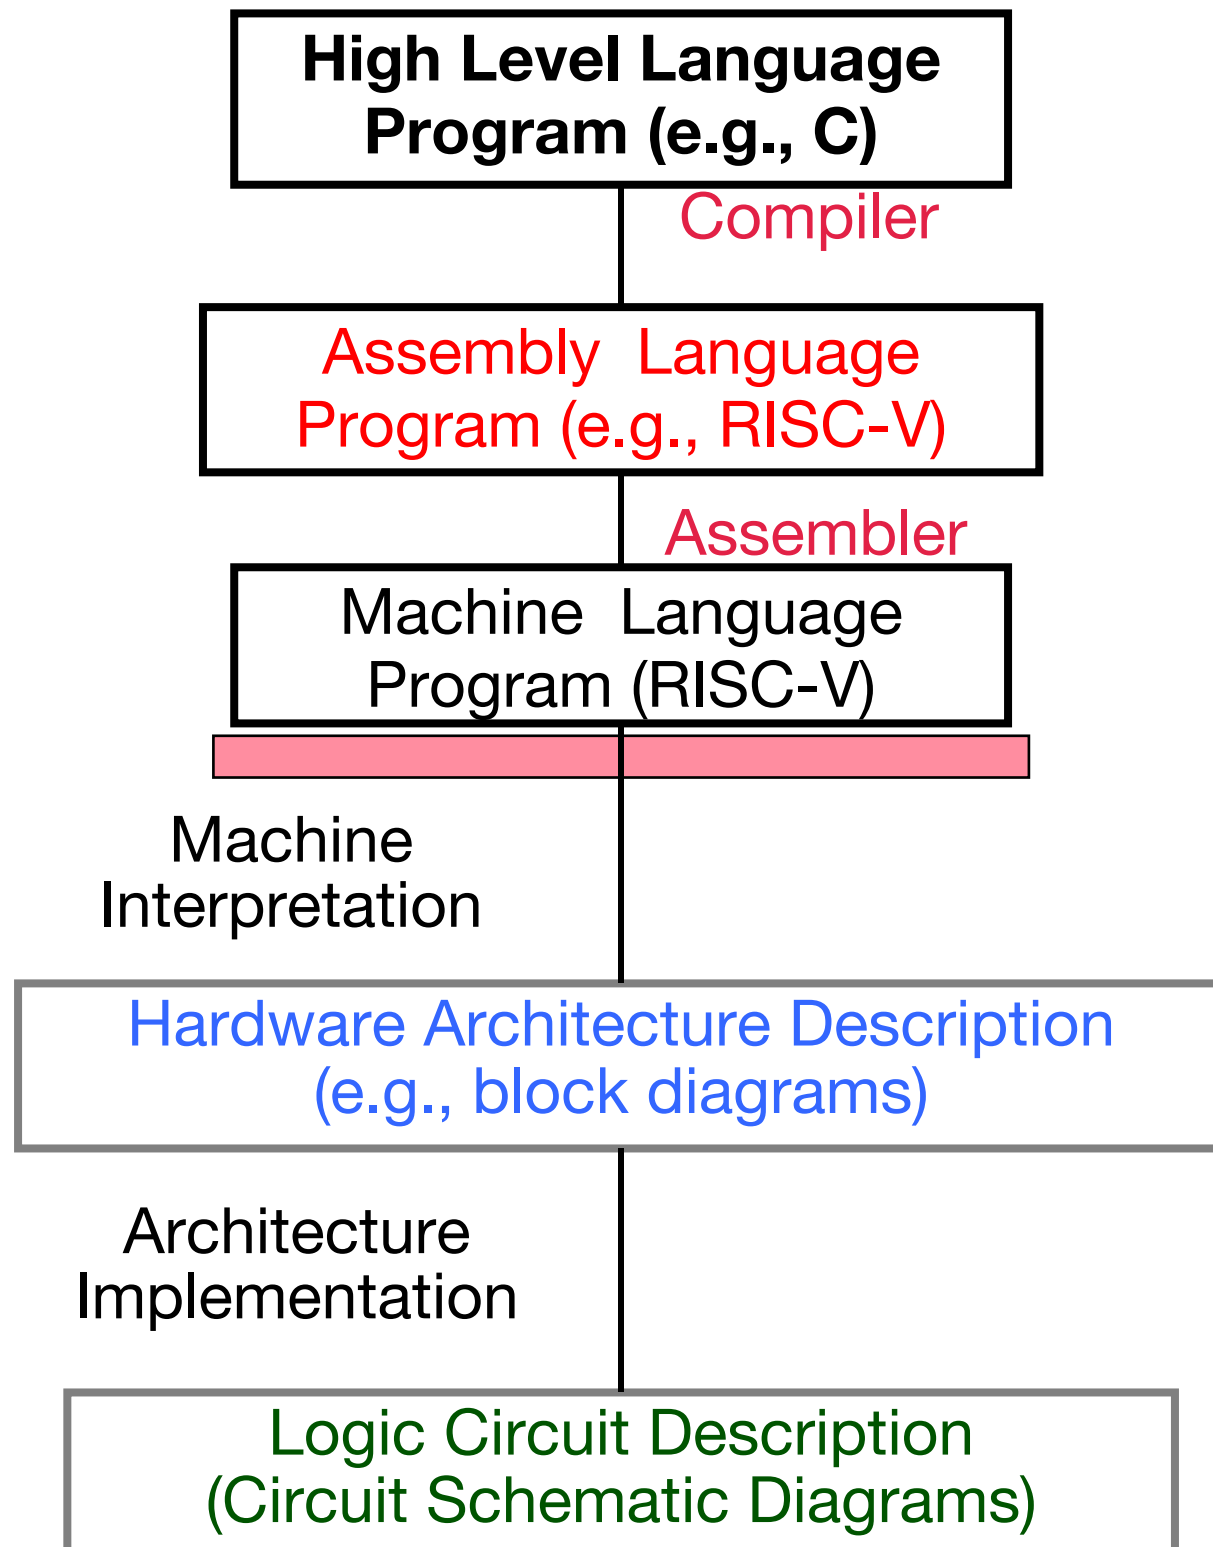 High Level Language
Program (e.g., C)
Compiler
Assembly Language
Program (e.g., RISC-V)
Assembler
Machine Language
Program (RISC-V)
Machine
Interpretation
Hardware Architecture Description
(e.g., block diagrams)
Architecture
Implementation
Logic Circuit Description
(Circuit Schematic Diagrams)